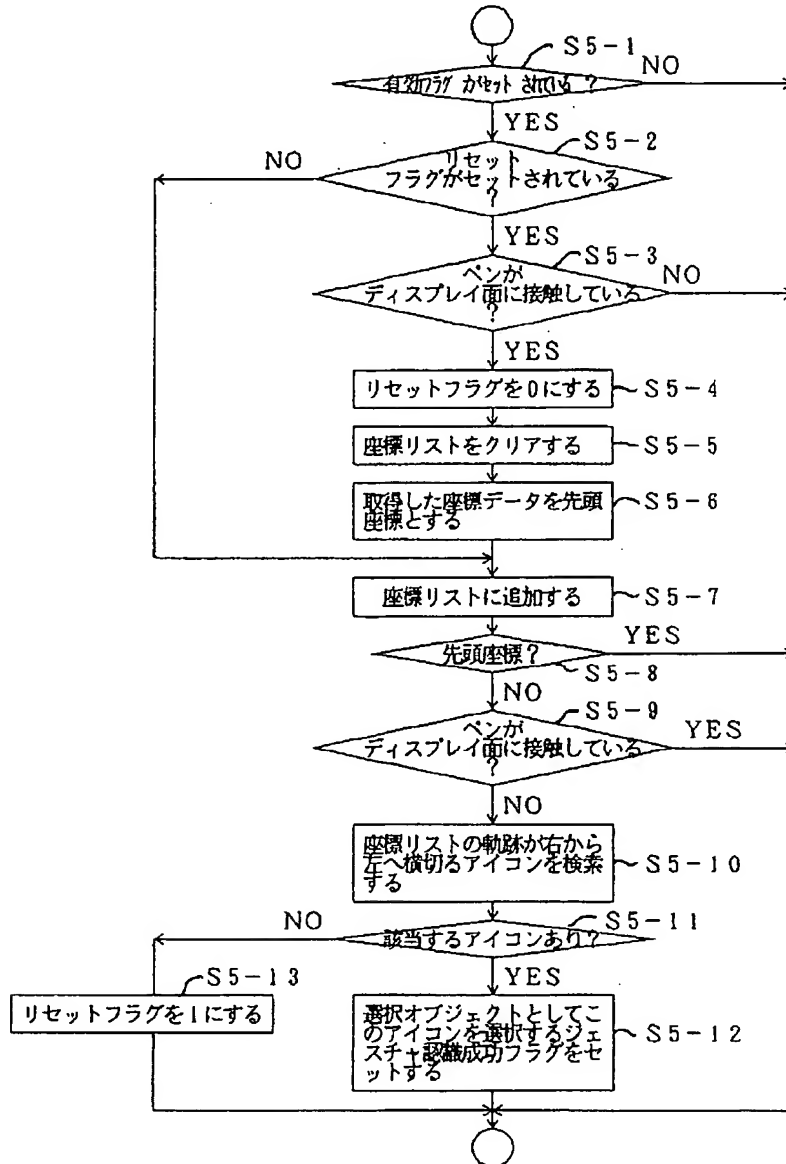 S5-1
有効フラグ がセット されている ?
NO
YES
S5-2
NO
リセット
フラグがセットされている
?
YES
S5-3
ペンが
NO
ディスプレイ面に接触している
?
YES
リセットフラグを0にする
S5-4
座標リストをクリアする
S5-5
取得した座標データを先頭
座標とする
S5-6
座標リストに追加する
S5-7
YES
先頭座標?
S5-8
NO
S5-9
ペンが
YES
ディスプレイ面に接触している
?
NO
座標リストの軌跡が右から
左へ横切るアイコンを検索
する
S5-10
NO
S5-11
該当するアイコンあり?
S5-13
YES
リセットフラグを1にする
選択オブジェクトとしてこ
のアイコンを選択するジェ
スチャ認識成功フラグをセ
ットする
S5-12